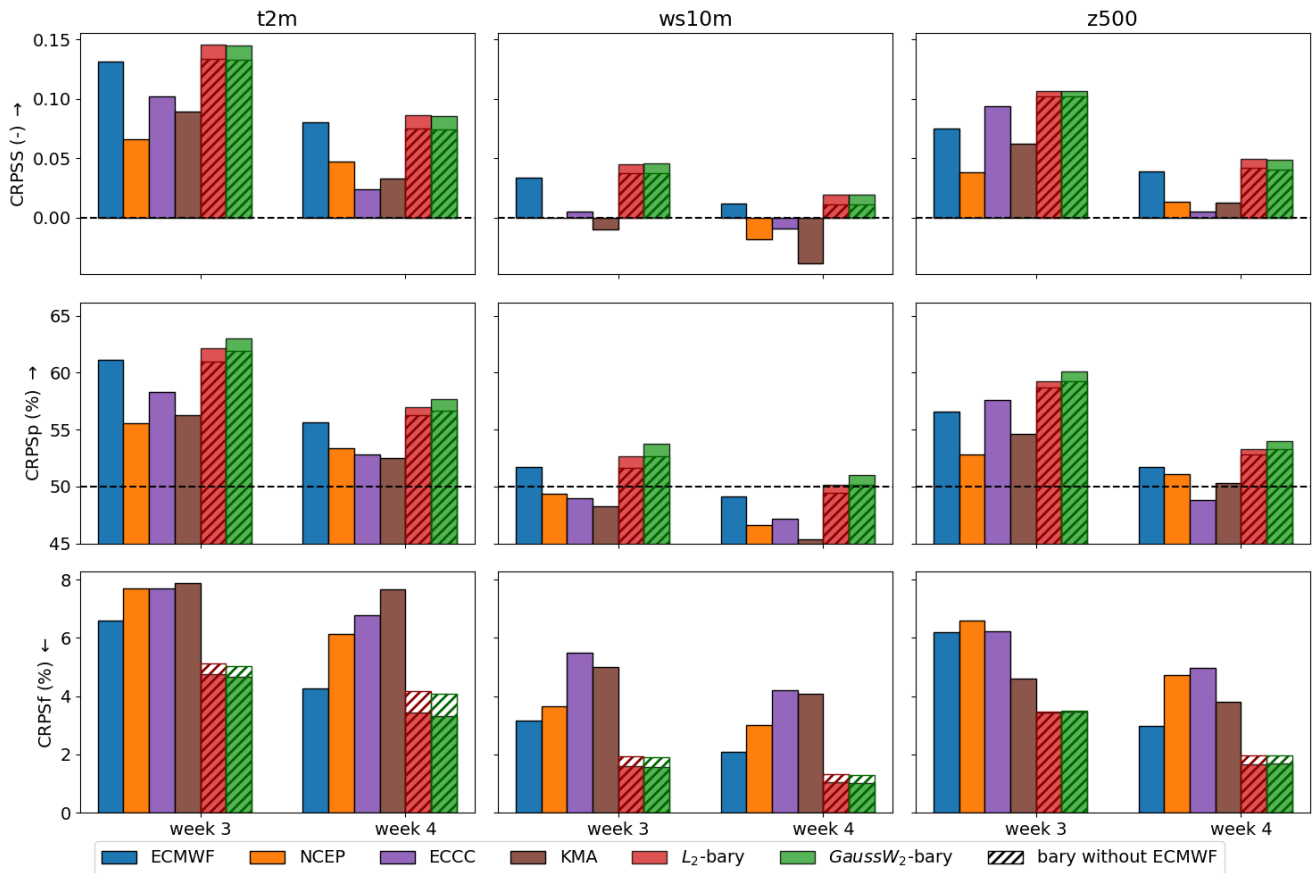 t2m ws10m z500
CRPSS (-) →
0.15
0.10
0.05
0.00
CRPSp (%) →
65
60
55
50
45
CRPSf (%) ←
8
6
4
2
0
week 3 week 4 week 3 week 4 week 3 week 4
ECMWF NCEP ECCC KMA L₂-bary GaussW₂-bary bary without ECMWF